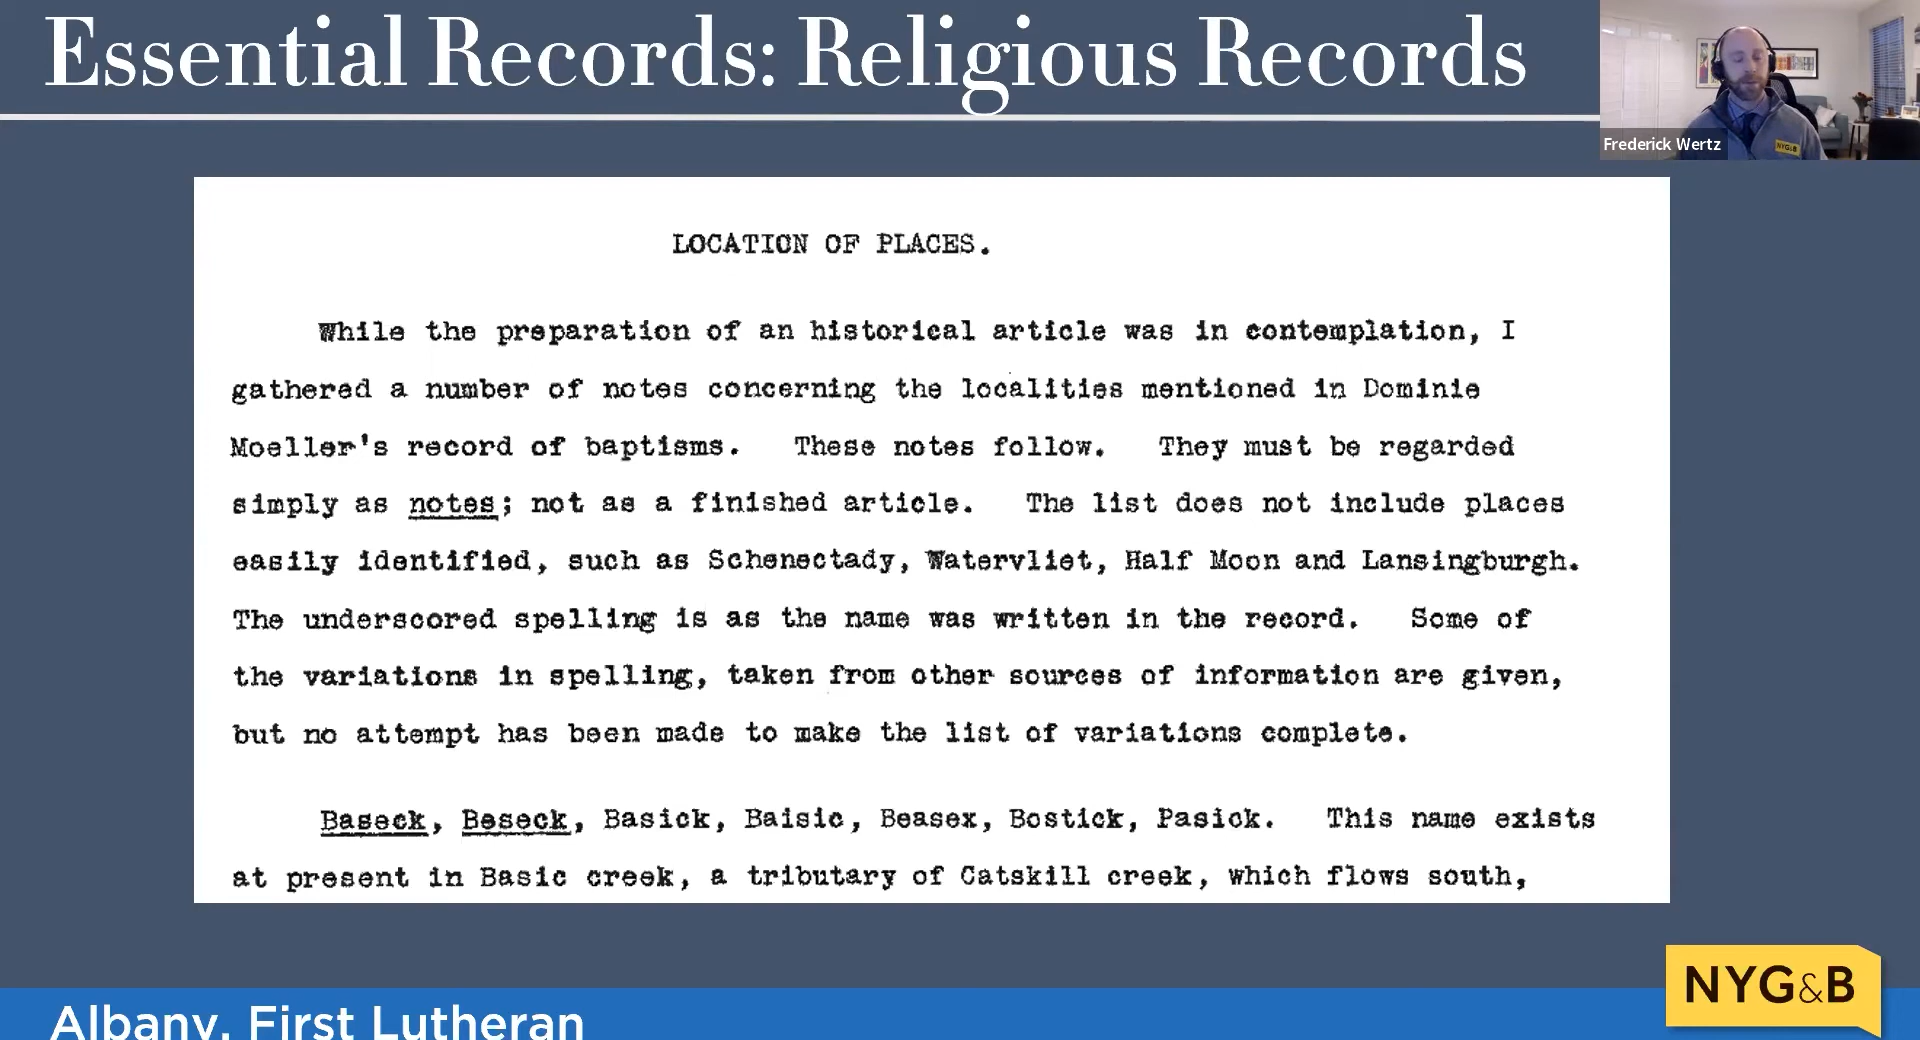 Essential Records: Religious Records
Frederick Wertz
NYG&B
LOCATION OF PLACES.
While the preparation of an historical article was in contemplation, I
gathered a number of notes concerning the localities mentioned in Dominie
Moeller's record of baptisms. These notes follow. They must be regarded
simply as notes; not as a finished article. The list does not include places
easily identified, such as Schenectady, Watervliet, Half Moon and Lansingburgh.
The underscored spelling is as the name was written in the record. Some of
the variations in spelling, taken from other sources of information are given,
but no attempt has been made to make the list of variations complete.
Baseck, Beseck, Basick, Baisic, Beasex, Bostick, Pasick. This name exists
at present in Basic creek, a tributary of Catskill creek, which flows south,
NYG&B
Albany, First Lutheran